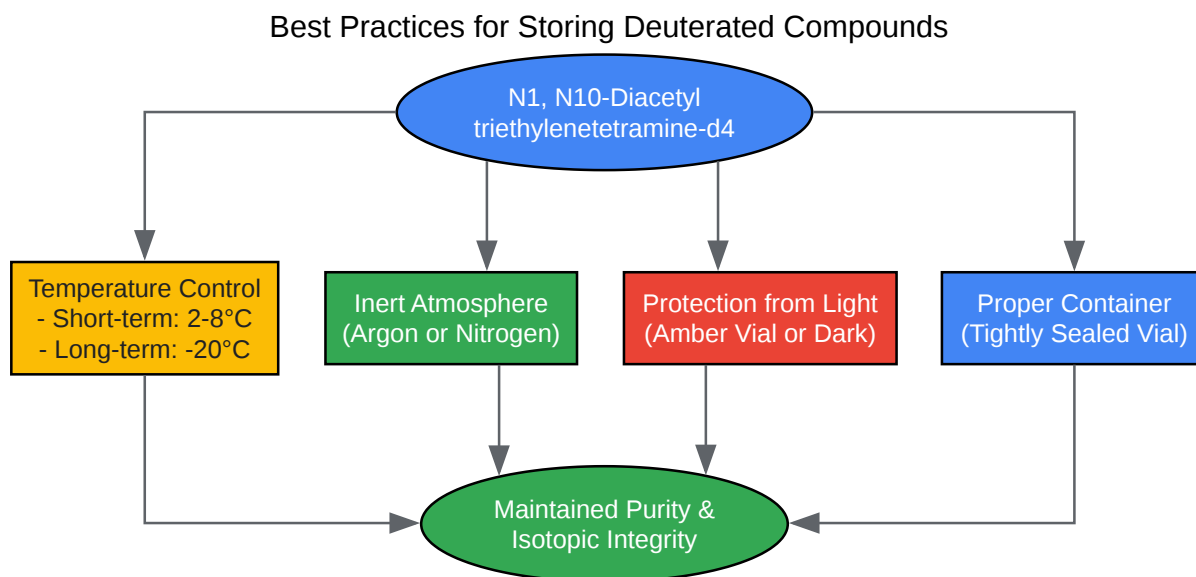 Best Practices for Storing Deuterated Compounds
N1, N10-Diacetyl
triethylenetetramine-d4
Temperature Control
- Short-term: 2-8°C
- Long-term: -20°C
Inert Atmosphere
(Argon or Nitrogen)
Protection from Light
(Amber Vial or Dark)
Proper Container
(Tightly Sealed Vial)
Maintained Purity &
Isotopic Integrity